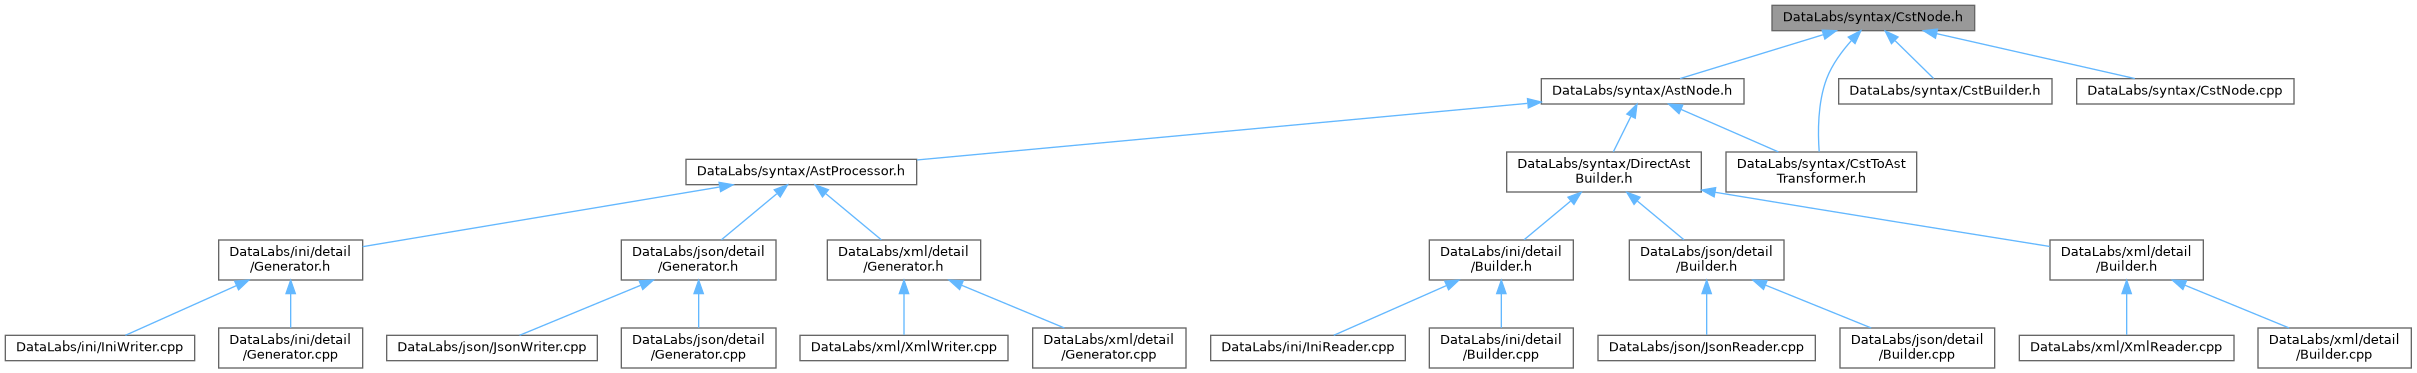 DataLabs/syntax/CstNode.h
DataLabs/syntax/AstNode.h
DataLabs/syntax/CstBuilder.h
DataLabs/syntax/CstNode.cpp
DataLabs/syntax/AstProcessor.h
DataLabs/syntax/DirectAst
Builder.h
DataLabs/syntax/CstToAst
Transformer.h
DataLabs/ini/detail
/Generator.h
DataLabs/json/detail
/Generator.h
DataLabs/xml/detail
/Generator.h
DataLabs/ini/detail
/Builder.h
DataLabs/json/detail
/Builder.h
DataLabs/xml/detail
/Builder.h
DataLabs/ini/IniWriter.cpp
DataLabs/ini/detail
/Generator.cpp
DataLabs/json/JsonWriter.cpp
DataLabs/json/detail
/Generator.cpp
DataLabs/xml/XmlWriter.cpp
DataLabs/xml/detail
/Generator.cpp
DataLabs/ini/IniReader.cpp
DataLabs/ini/detail
/Builder.cpp
DataLabs/json/JsonReader.cpp
DataLabs/json/detail
/Builder.cpp
DataLabs/xml/XmlReader.cpp
DataLabs/xml/detail
/Builder.cpp